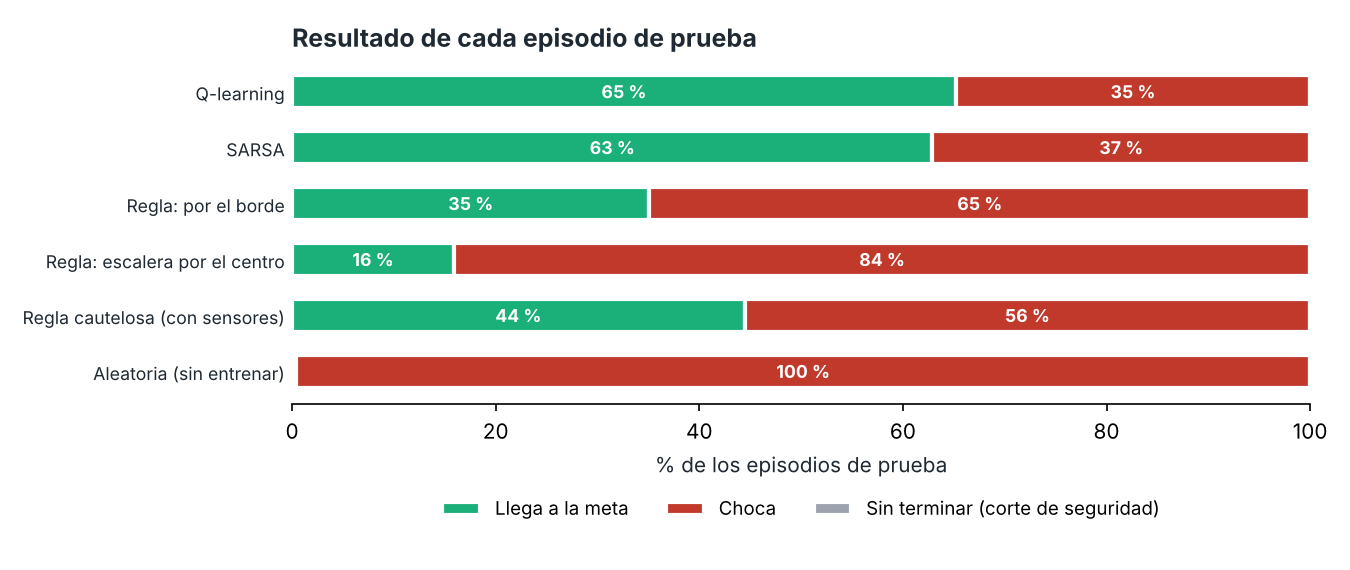 Resultado de cada episodio de prueba
Q-learning 65 % 35 %
SARSA 63 % 37 %
Regla: por el borde 35 % 65 %
Regla: escalera por el centro 16 % 84 %
Regla cautelosa (con sensores) 44 % 56 %
Aleatoria (sin entrenar) 100 %
0 20 40 60 80 100
% de los episodios de prueba
Llega a la meta Choca Sin terminar (corte de seguridad)